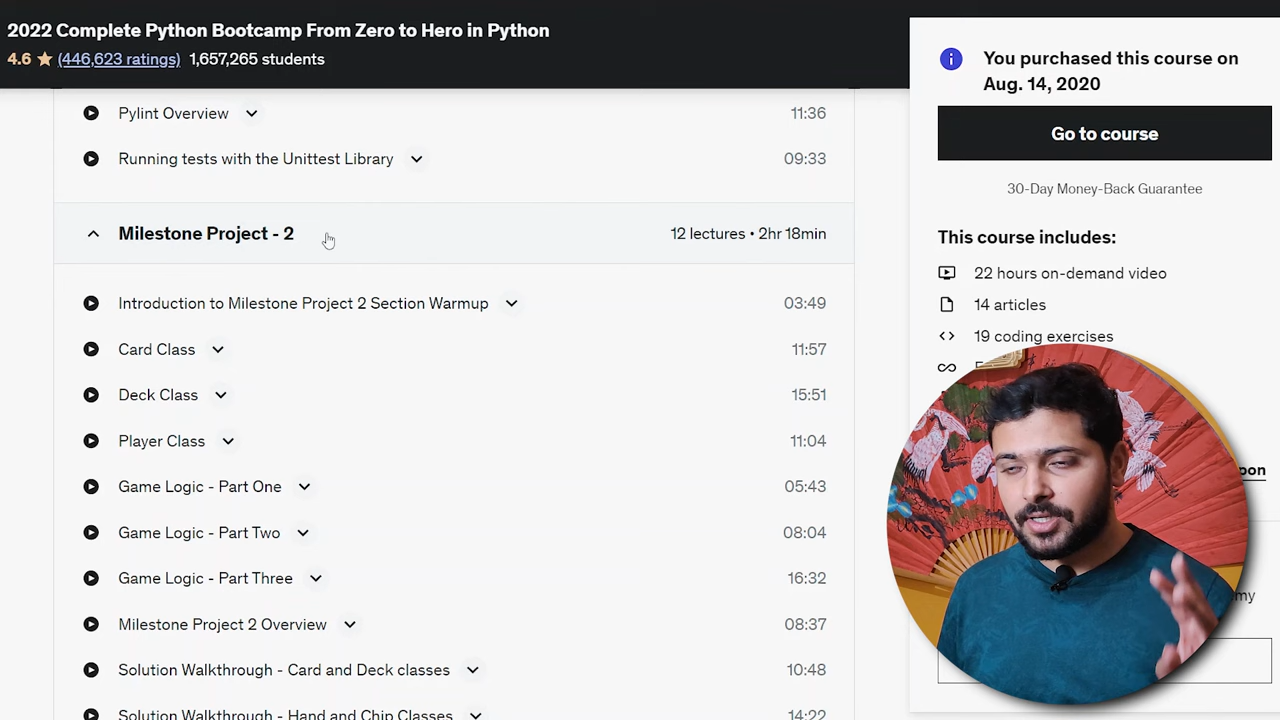 2022 Complete Python Bootcamp From Zero to Hero in Python
4.6 (446,623 ratings) 1,657,265 students
Pylint Overview 11:36
Running tests with the Unittest Library 09:33
Milestone Project - 2 12 lectures • 2hr 18min
Introduction to Milestone Project 2 Section Warmup 03:49
Card Class 11:57
Deck Class 15:51
Player Class 11:04
Game Logic - Part One 05:43
Game Logic - Part Two 08:04
Game Logic - Part Three 16:32
Milestone Project 2 Overview 08:37
Solution Walkthrough - Card and Deck classes 10:48
Solution Walkthrough - Hand and Chip Classes 14:22
You purchased this course on
Aug. 14, 2020
Go to course
30-Day Money-Back Guarantee
This course includes:
22 hours on-demand video
14 articles
19 coding exercises